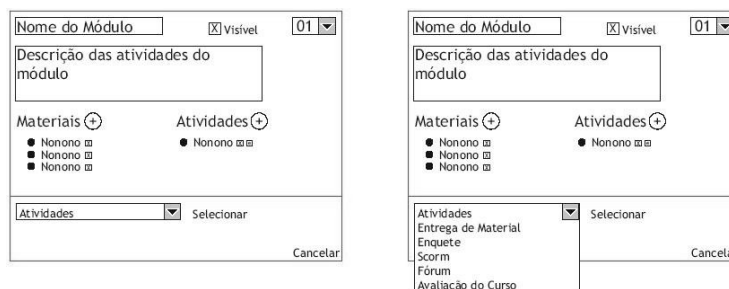 Nome do Módulo
X Visível
01
Descrição das atividades do
módulo
Materiais +
Atividades +
Nonono
Nonono
Nonono
Nonono
Atividades
Selecionar
Cancelar
Nome do Módulo
X Visível
01
Descrição das atividades do
módulo
Materiais +
Atividades +
Nonono
Nonono
Nonono
Nonono
Atividades
Selecionar
Entrega de Material
Enquete
Scorm
Cancelar
Fórum
Avaliação do Curso